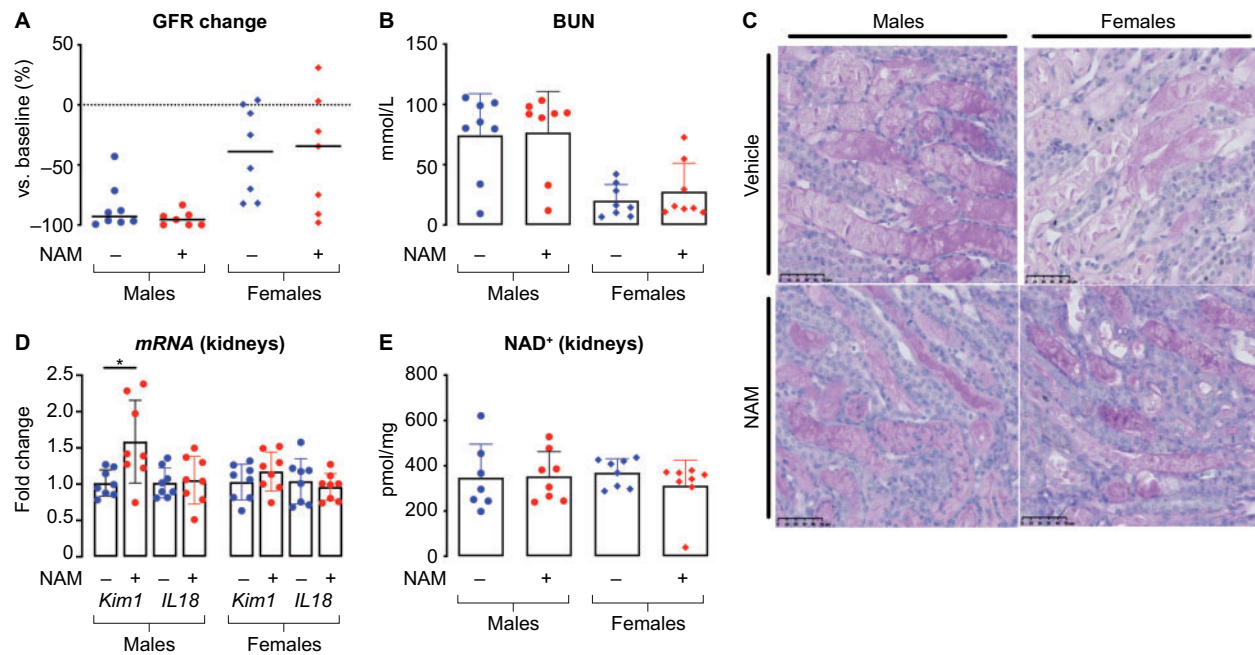 A GFR change
vs. baseline (%)
50
0
–50
–100
NAM – + – +
Males Females
B BUN
mmol/L
150
100
50
0
NAM – + – +
Males Females
C Males Females
Vehicle
NAM
D mRNA (kidneys)
Fold change
2.5
2.0
1.5
1.0
0.5
0
*
NAM – + – + – + – +
Kim1 IL18 Kim1 IL18
Males Females
E NAD⁺ (kidneys)
pmol/mg
800
600
400
200
0
NAM – + – +
Males Females